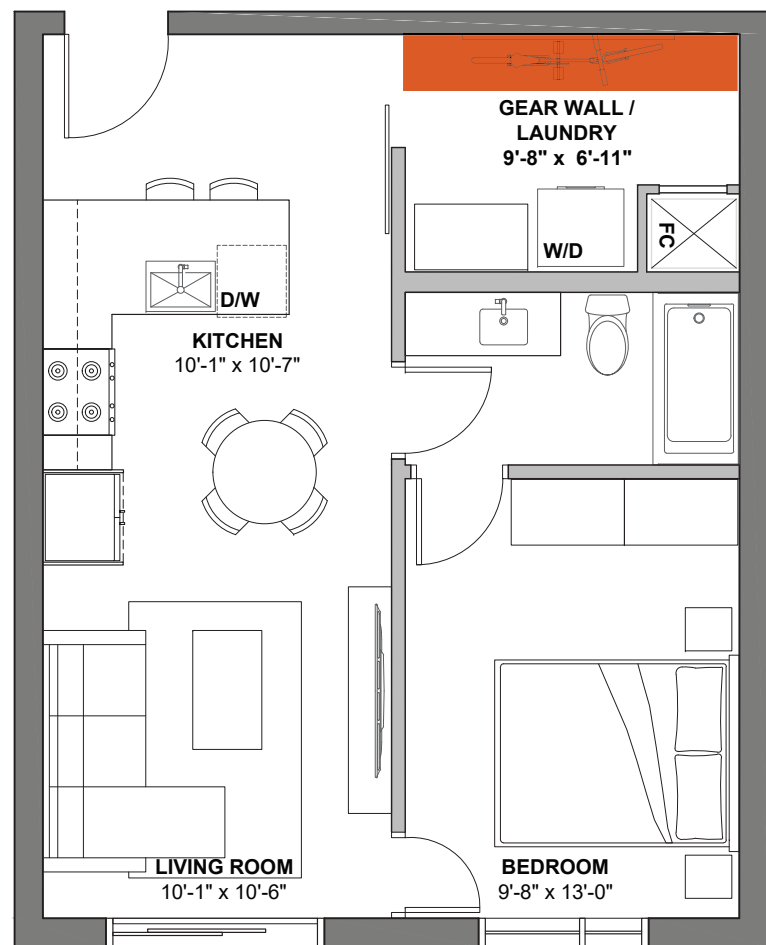 GEAR WALL /
LAUNDRY
9'-8" x 6'-11"
FC
W/D
D/W
KITCHEN
10'-1" x 10'-7"
LIVING ROOM
10'-1" x 10'-6"
BEDROOM
9'-8" x 13'-0"